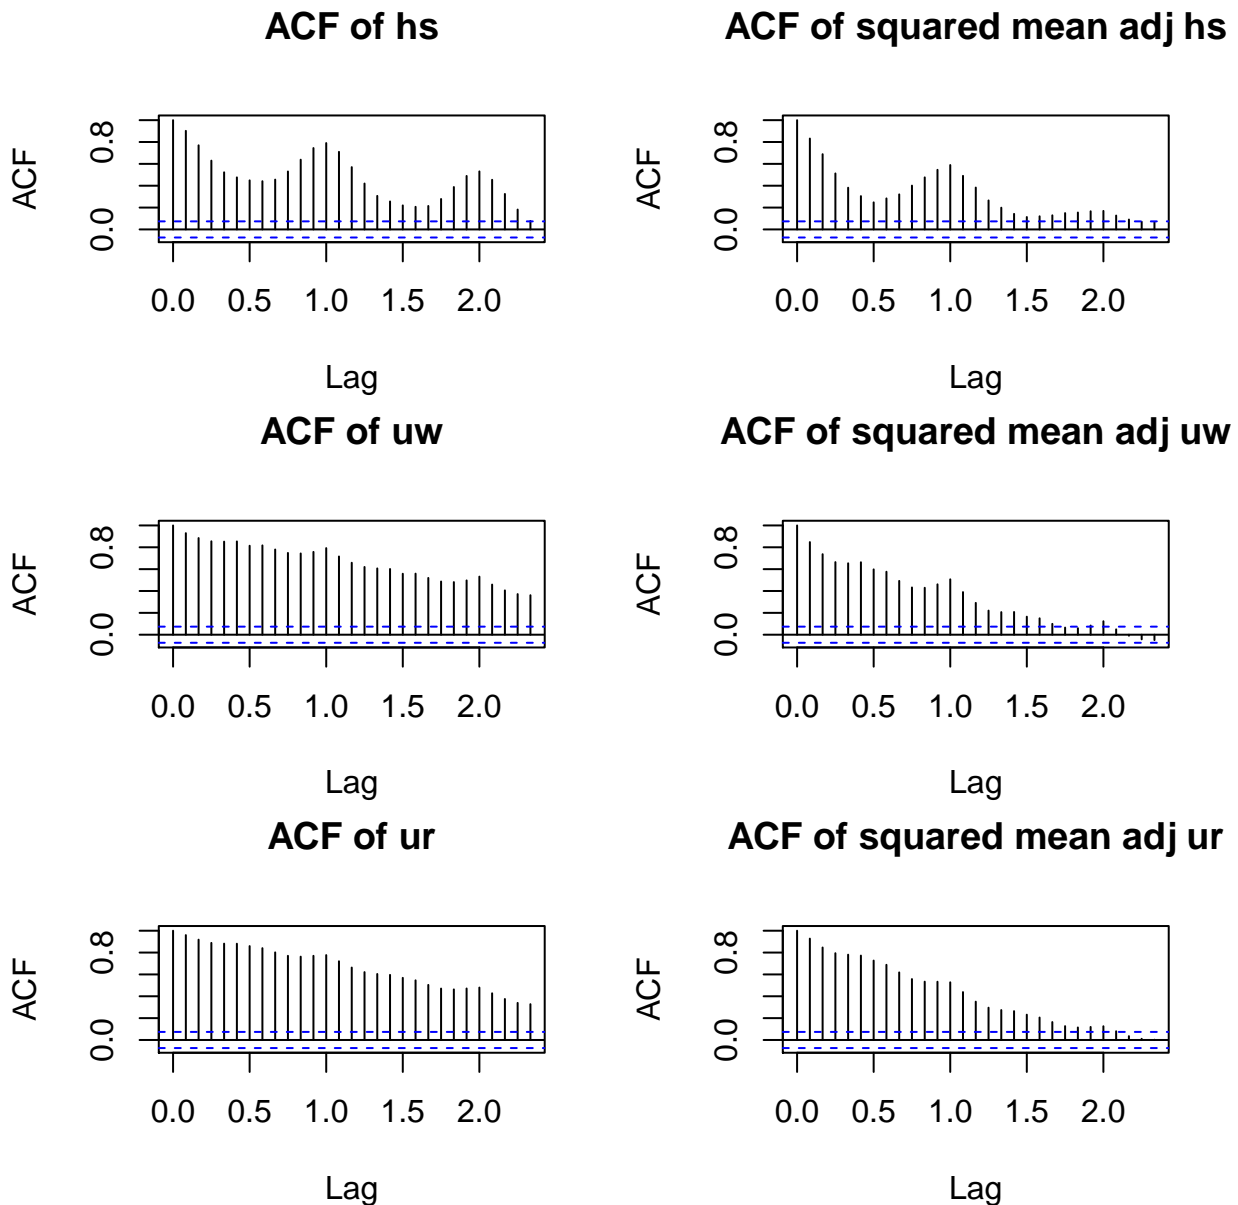 ACF of hs
ACF of squared mean adj hs
ACF
0.0 0.8
0.0 0.5 1.0 1.5 2.0
Lag
ACF
0.0 0.8
0.0 0.5 1.0 1.5 2.0
Lag
ACF of uw
ACF of squared mean adj uw
ACF
0.0 0.8
0.0 0.5 1.0 1.5 2.0
Lag
ACF
0.0 0.8
0.0 0.5 1.0 1.5 2.0
Lag
ACF of ur
ACF of squared mean adj ur
ACF
0.0 0.8
0.0 0.5 1.0 1.5 2.0
Lag
ACF
0.0 0.8
0.0 0.5 1.0 1.5 2.0
Lag